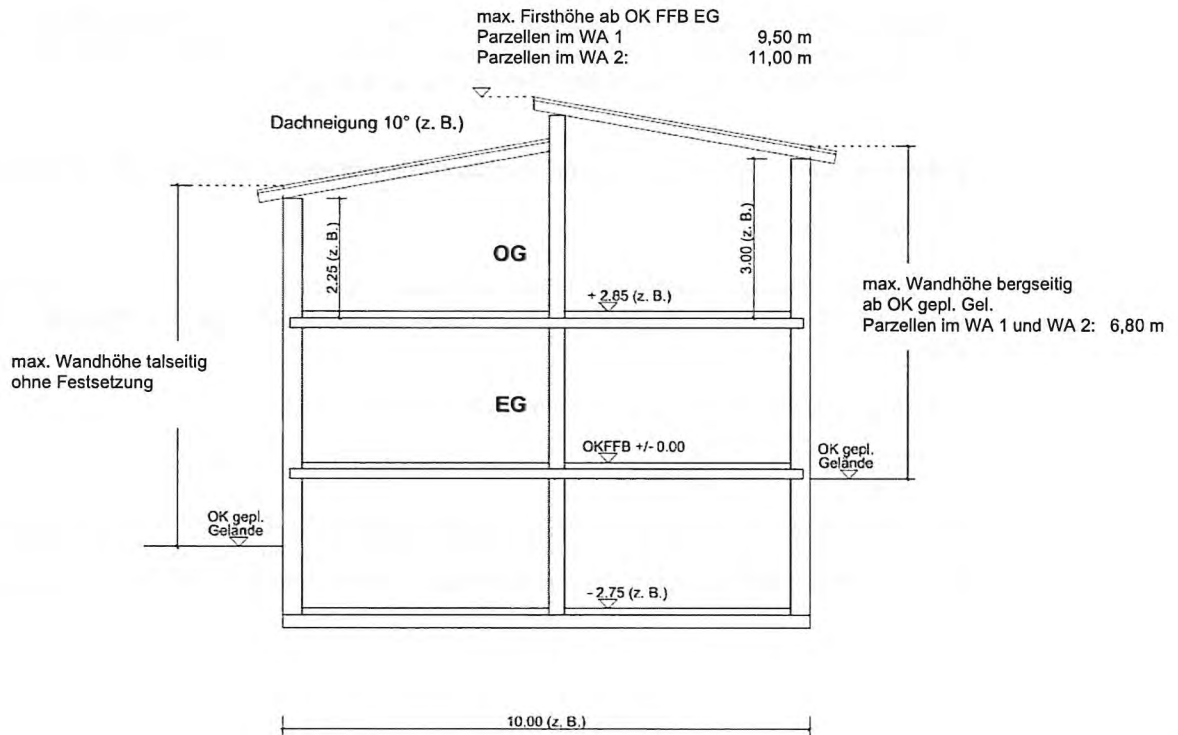 max. Firsthöhe ab OK FFB EG
Parzellen im WA 1 9,50 m
Parzellen im WA 2: 11,00 m
Dachneigung 10° (z. B.)
2.25 (z. B.)
OG
3.00 (z. B.)
+ 2.85 (z. B.)
max. Wandhöhe bergseitig
ab OK gepl. Gel.
Parzellen im WA 1 und WA 2: 6,80 m
max. Wandhöhe talseitig
ohne Festsetzung
EG
OKFFB +/- 0.00
OK gepl.
Gelände
OK gepl.
Gelände
- 2.75 (z. B.)
10.00 (z. B.)